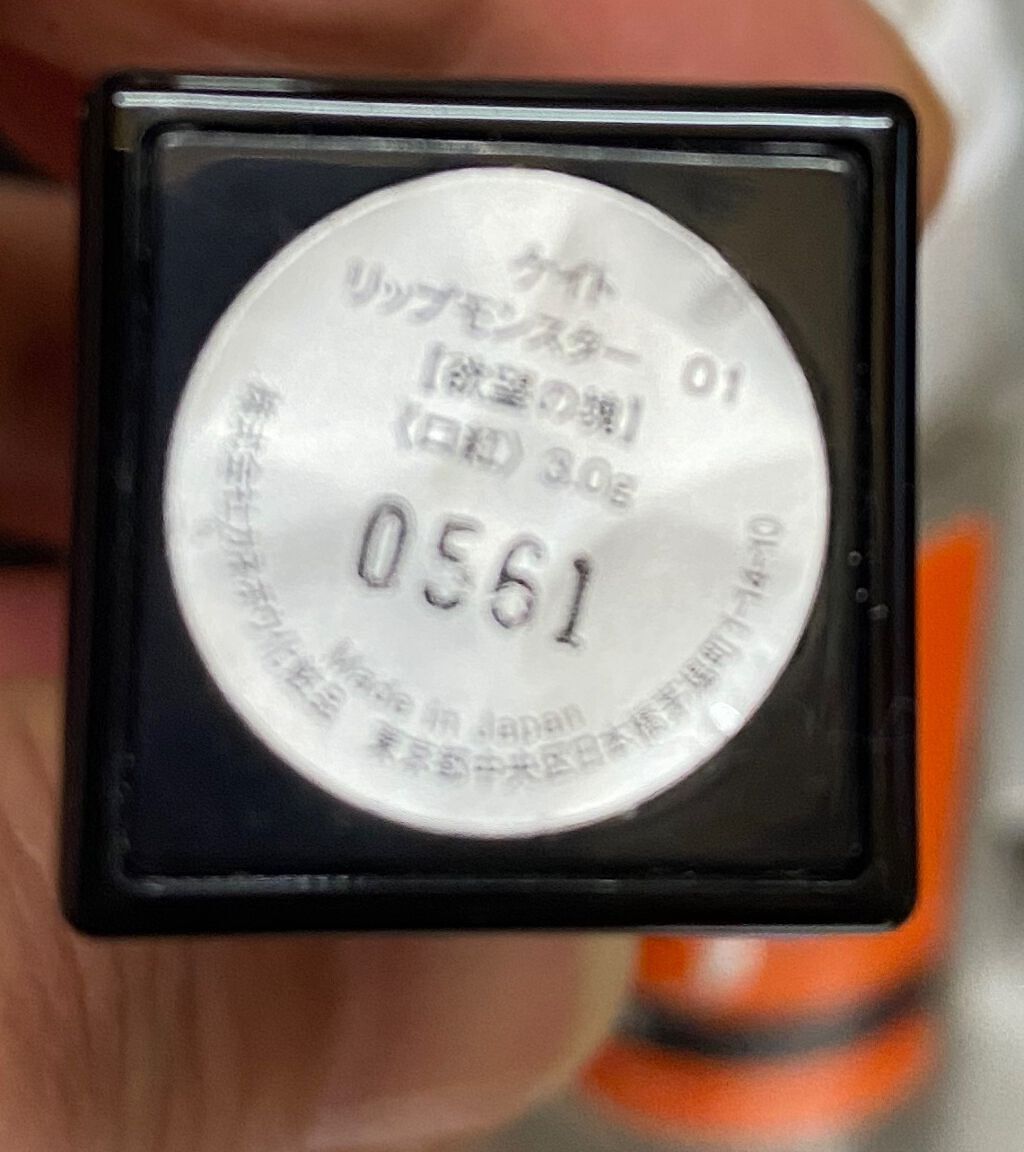 ケイト
リップモンスター 01
【欲望の塊】
〈口紅〉 3.0g
0561
Made in Japan
株式会社カネボウ化粧品 東京都中央区日本橋茅場町1-14-10